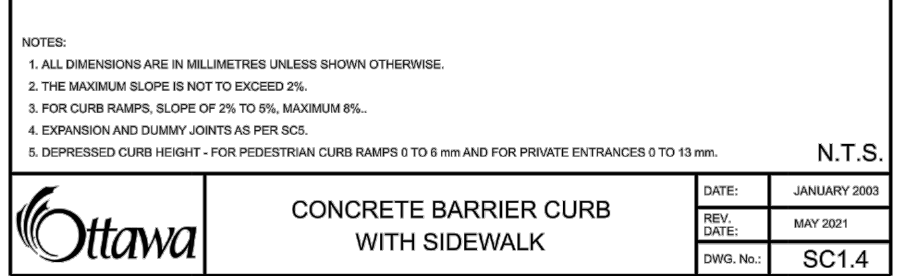 NOTES:
1. ALL DIMENSIONS ARE IN MILLIMETRES UNLESS SHOWN OTHERWISE.
2. THE MAXIMUM SLOPE IS NOT TO EXCEED 2%.
3. FOR CURB RAMPS, SLOPE OF 2% TO 5%, MAXIMUM 8%..
4. EXPANSION AND DUMMY JOINTS AS PER SC5.
5. DEPRESSED CURB HEIGHT - FOR PEDESTRIAN CURB RAMPS 0 TO 6 mm AND FOR PRIVATE ENTRANCES 0 TO 13 mm.
N.T.S.
Ottawa
CONCRETE BARRIER CURB
WITH SIDEWALK
DATE: JANUARY 2003
REV.
DATE: MAY 2021
DWG. No.: SC1.4